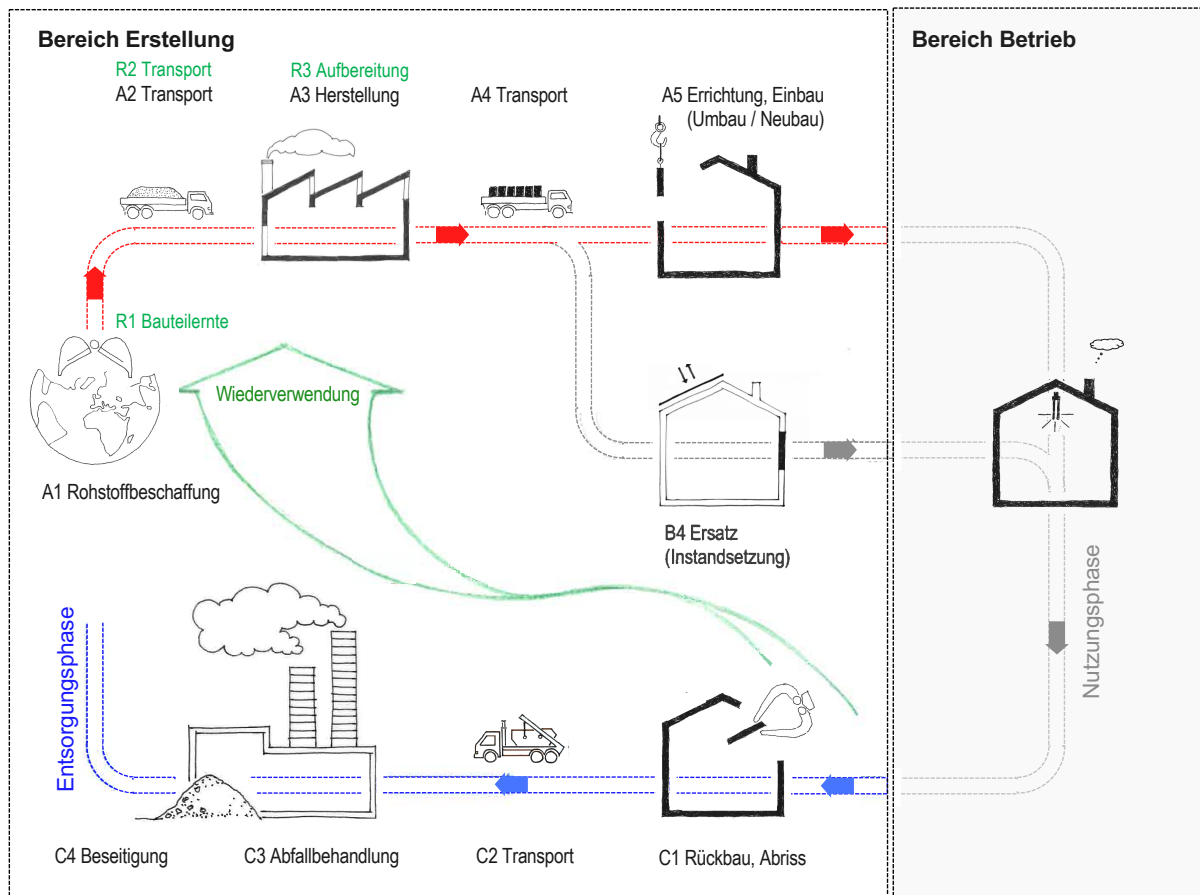 Bereich Erstellung
Bereich Betrieb
R2 Transport
A2 Transport
R3 Aufbereitung
A3 Herstellung
A4 Transport
A5 Errichtung, Einbau
(Umbau / Neubau)
R1 Bauteilernte
Wiederverwendung
A1 Rohstoffbeschaffung
B4 Ersatz
(Instandsetzung)
Entsorgungsphase
Nutzungsphase
C4 Beseitigung
C3 Abfallbehandlung
C2 Transport
C1 Rückbau, Abriss